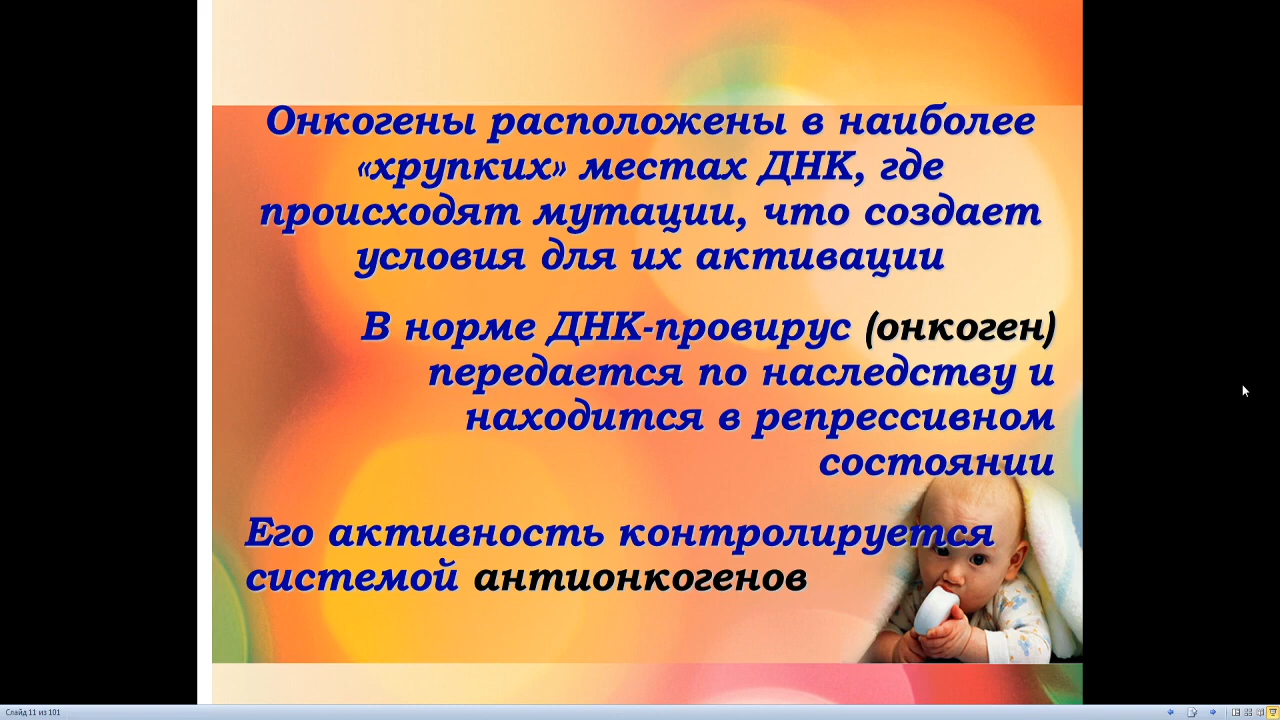 Онкогены расположены в наиболее
«хрупких» местах ДНК, где
происходят мутации, что создает
условия для их активации
В норме ДНК-провирус (онкоген)
передается по наследству и
находится в репрессивном
состоянии
Его активность контролируется
системой антионкогенов
Слайд 11 из 101